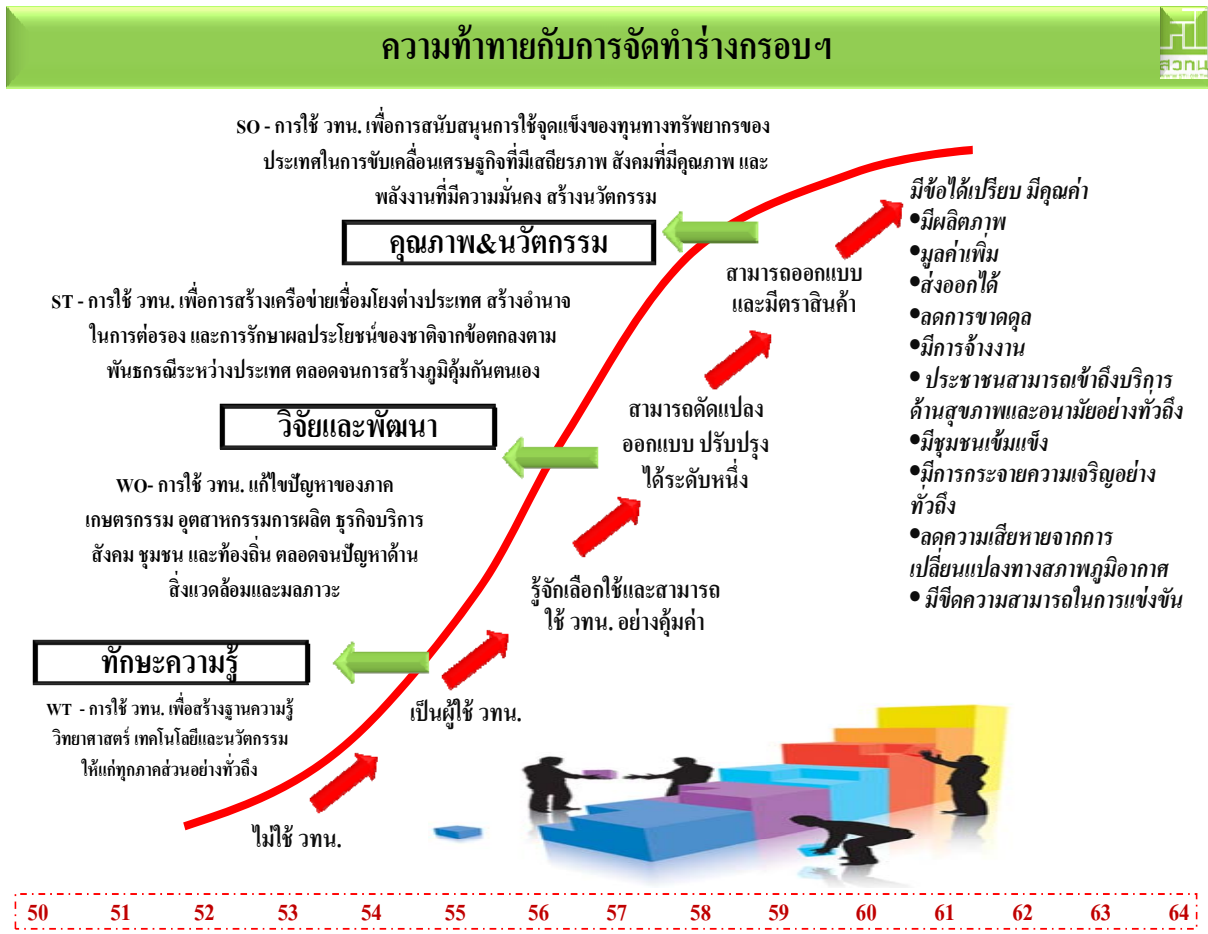 ความท้าทายกับการจัดทำร่างกรอบฯ
สวทน
SO - การใช้ วทน. เพื่อการสนับสนุนการใช้จุดแข็งของทุนทางทรัพยากรของ
ประเทศในการขับเคลื่อนเศรษฐกิจที่มีเสถียรภาพ สังคมที่มีคุณภาพ และ
พลังงานที่มีความมั่นคง สร้างนวัตกรรม
คุณภาพ&นวัตกรรม
ST - การใช้ วทน. เพื่อการสร้างเครือข่ายเชื่อมโยงต่างประเทศ สร้างอำนาจ
ในการต่อรอง และการรักษาผลประโยชน์ของชาติจากข้อตกลงตาม
พันธกรณีระหว่างประเทศ ตลอดจนการสร้างภูมิคุ้มกันตนเอง
วิจัยและพัฒนา
WO- การใช้ วทน. แก้ไขปัญหาของภาค
เกษตรกรรม อุตสาหกรรมการผลิต ธุรกิจบริการ
สังคม ชุมชน และท้องถิ่น ตลอดจนปัญหาด้าน
สิ่งแวดล้อมและมลภาวะ
ทักษะความรู้
WT - การใช้ วทน. เพื่อสร้างฐานความรู้
วิทยาศาสตร์ เทคโนโลยีและนวัตกรรม
ให้แก่ทุกภาคส่วนอย่างทั่วถึง
ไม่ใช้ วทน.
เป็นผู้ใช้ วทน.
รู้จักเลือกใช้และสามารถ
ใช้ วทน. อย่างคุ้มค่า
สามารถดัดแปลง
ออกแบบ ปรับปรุง
ได้ระดับหนึ่ง
สามารถออกแบบ
และมีตราสินค้า
มีข้อได้เปรียบ มีคุณค่า
•มีผลิตภาพ
•มูลค่าเพิ่ม
•ส่งออกได้
•ลดการขาดดุล
•มีการจ้างงาน
• ประชาชนสามารถเข้าถึงบริการ
ด้านสุขภาพและอนามัยอย่างทั่วถึง
•มีชุมชนเข้มแข็ง
•มีการกระจายความเจริญอย่าง
ทั่วถึง
•ลดความเสียหายจากการ
เปลี่ยนแปลงทางสภาพภูมิอากาศ
• มีขีดความสามารถในการแข่งขัน
50 51 52 53 54 55 56 57 58 59 60 61 62 63 64